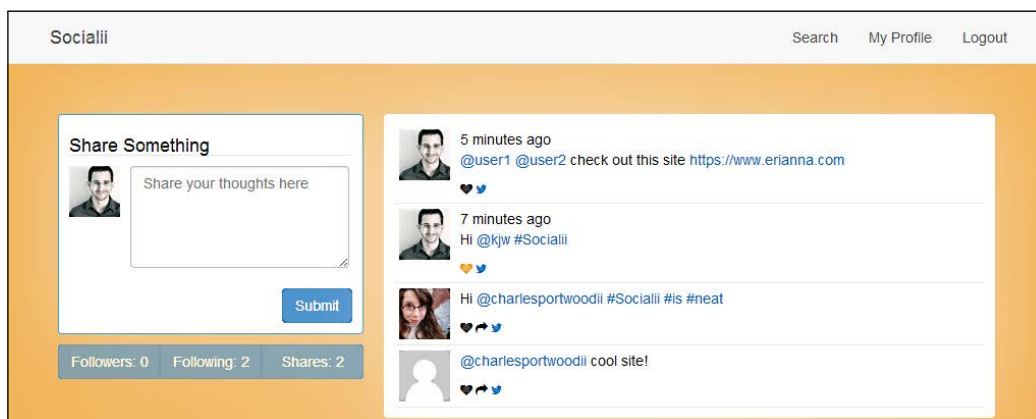 Socialii
Search
My Profile
Logout
Share Something
Share your thoughts here
Submit
Followers: 0
Following: 2
Shares: 2
5 minutes ago
@user1 @user2 check out this site https://www.erianna.com
7 minutes ago
Hi @kjw #Socialii
Hi @charlesportwoodii #Socialii #is #neat
@charlesportwoodii cool site!